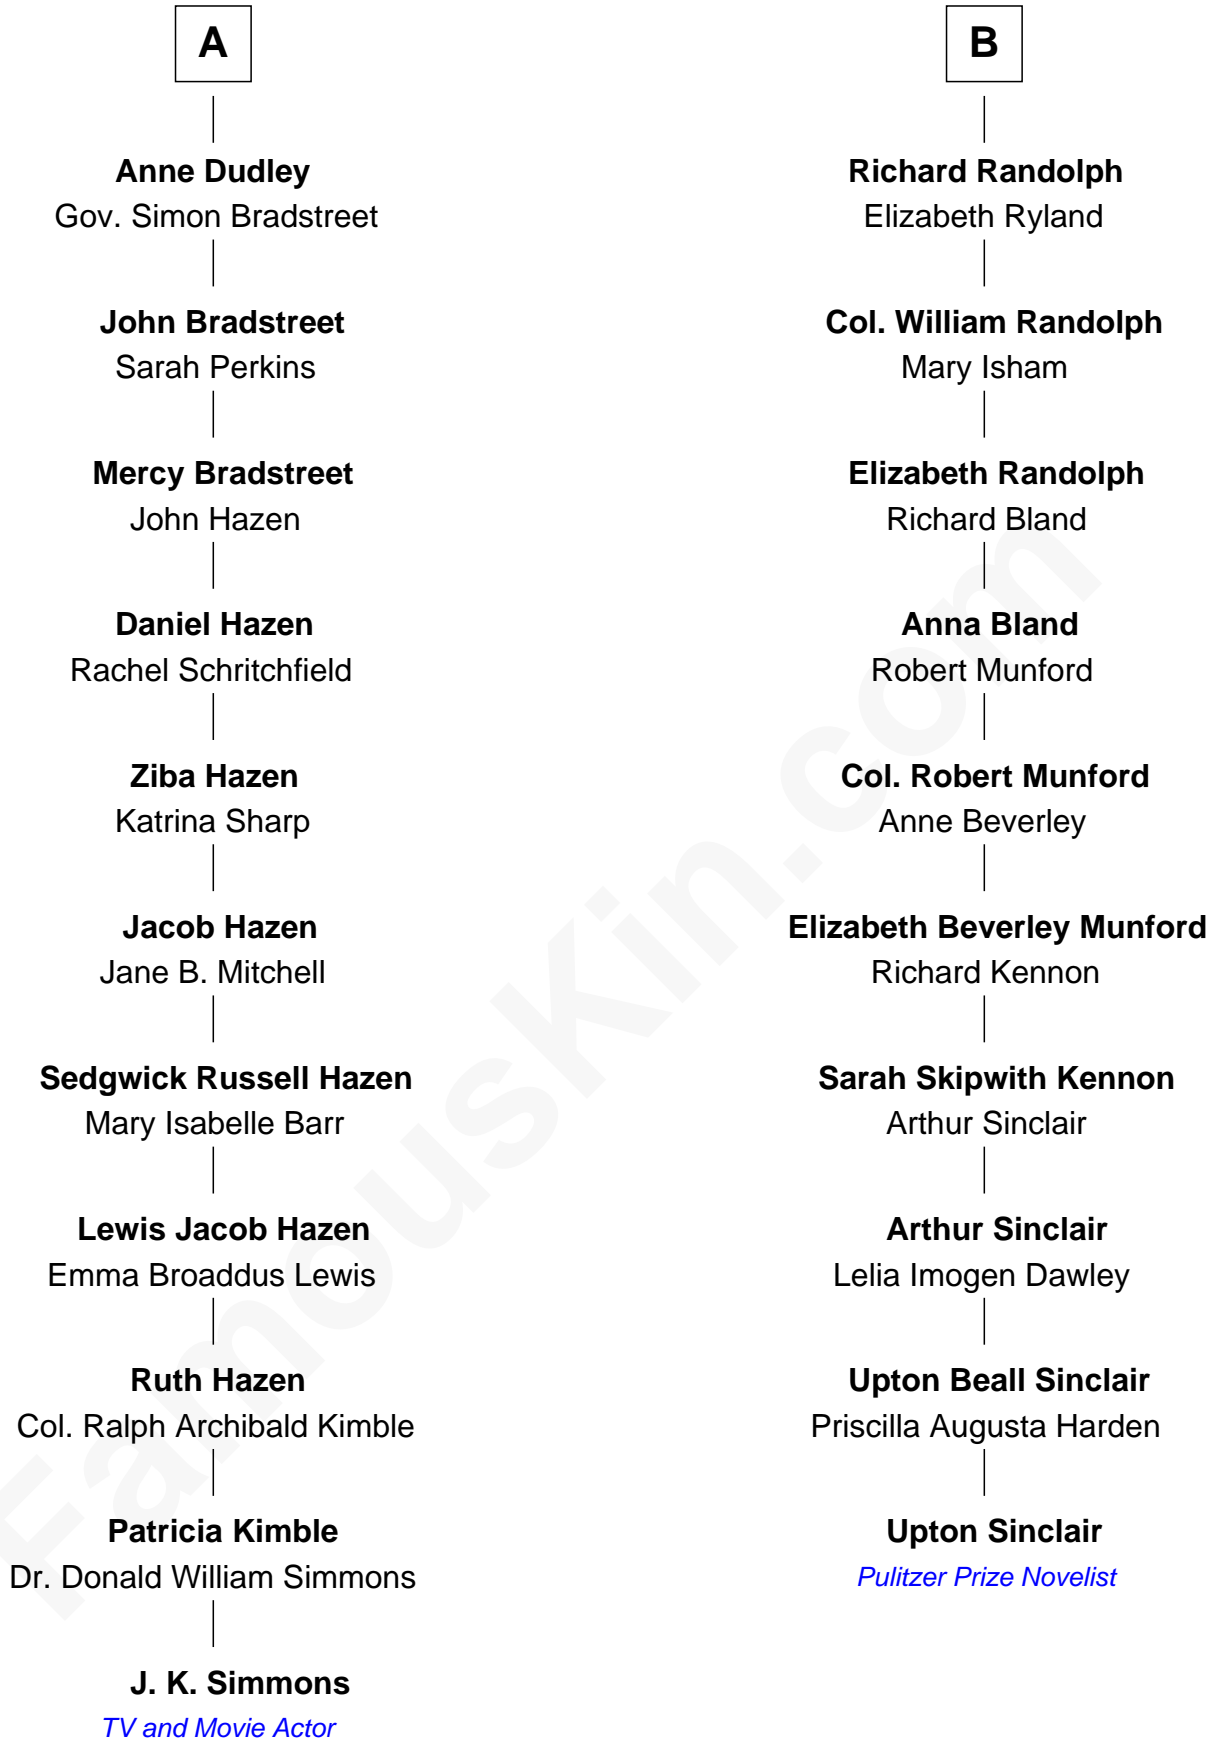 A
Anne Dudley
Gov. Simon Bradstreet
John Bradstreet
Sarah Perkins
Mercy Bradstreet
John Hazen
Daniel Hazen
Rachel Schritchfield
Ziba Hazen
Katrina Sharp
Jacob Hazen
Jane B. Mitchell
Sedgwick Russell Hazen
Mary Isabelle Barr
Lewis Jacob Hazen
Emma Broaddus Lewis
Ruth Hazen
Col. Ralph Archibald Kimble
Patricia Kimble
Dr. Donald William Simmons
J. K. Simmons
TV and Movie Actor
B
Richard Randolph
Elizabeth Ryland
Col. William Randolph
Mary Isham
Elizabeth Randolph
Richard Bland
Anna Bland
Robert Munford
Col. Robert Munford
Anne Beverley
Elizabeth Beverley Munford
Richard Kennon
Sarah Skipwith Kennon
Arthur Sinclair
Arthur Sinclair
Lelia Imogen Dawley
Upton Beall Sinclair
Priscilla Augusta Harden
Upton Sinclair
Pulitzer Prize Novelist
FamousKin.com